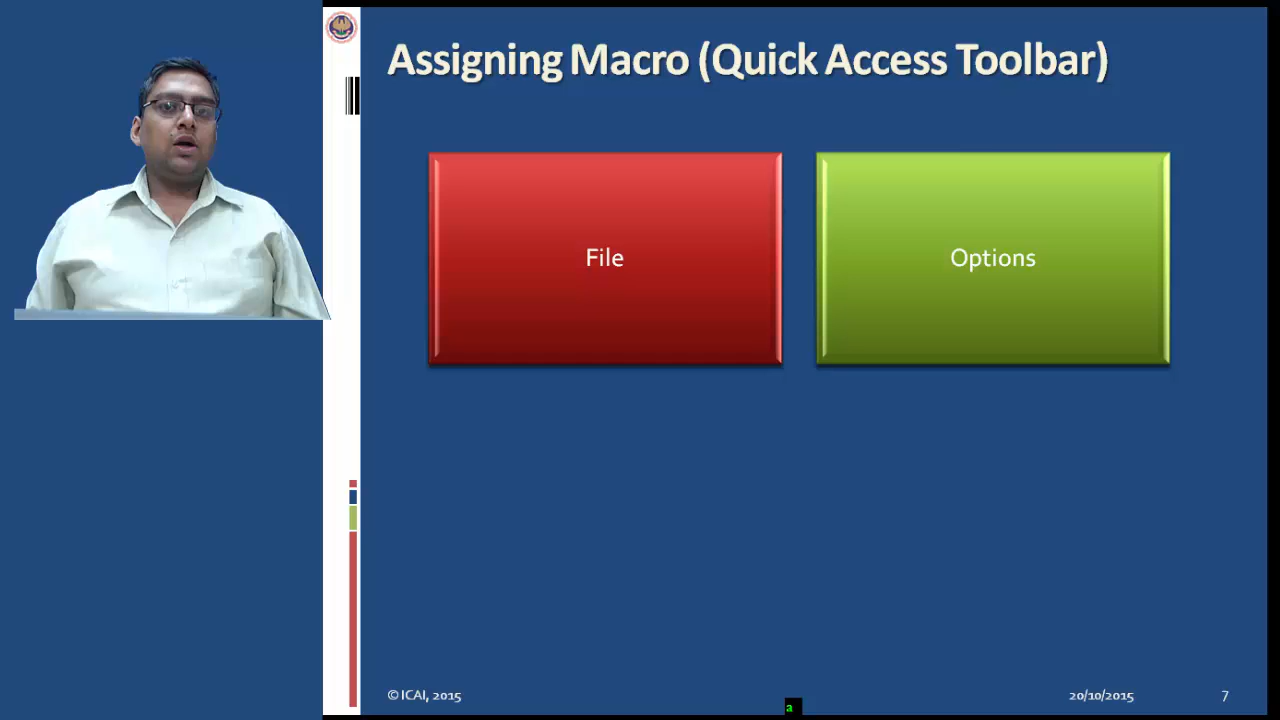 Assigning Macro (Quick Access Toolbar)
File
Options
© ICAI, 2015
a
20/10/2015
7